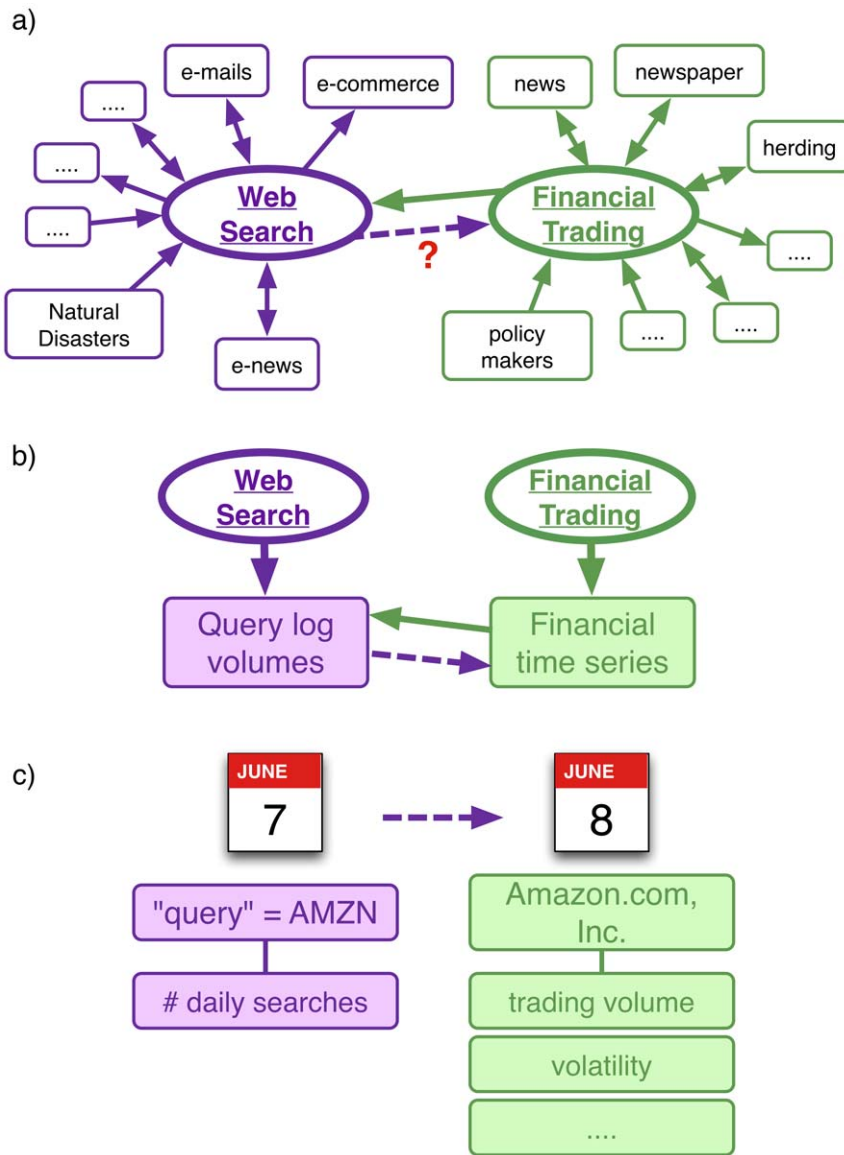 a)
e-mails
e-commerce
news
newspaper
....
....
....
herding
Web
Search
Financial
Trading
?
....
....
....
Natural
Disasters
e-news
policy
makers
b)
Web
Search
Financial
Trading
Query log
volumes
Financial
time series
c)
JUNE
7
JUNE
8
"query" = AMZN
# daily searches
Amazon.com,
Inc.
trading volume
volatility
....